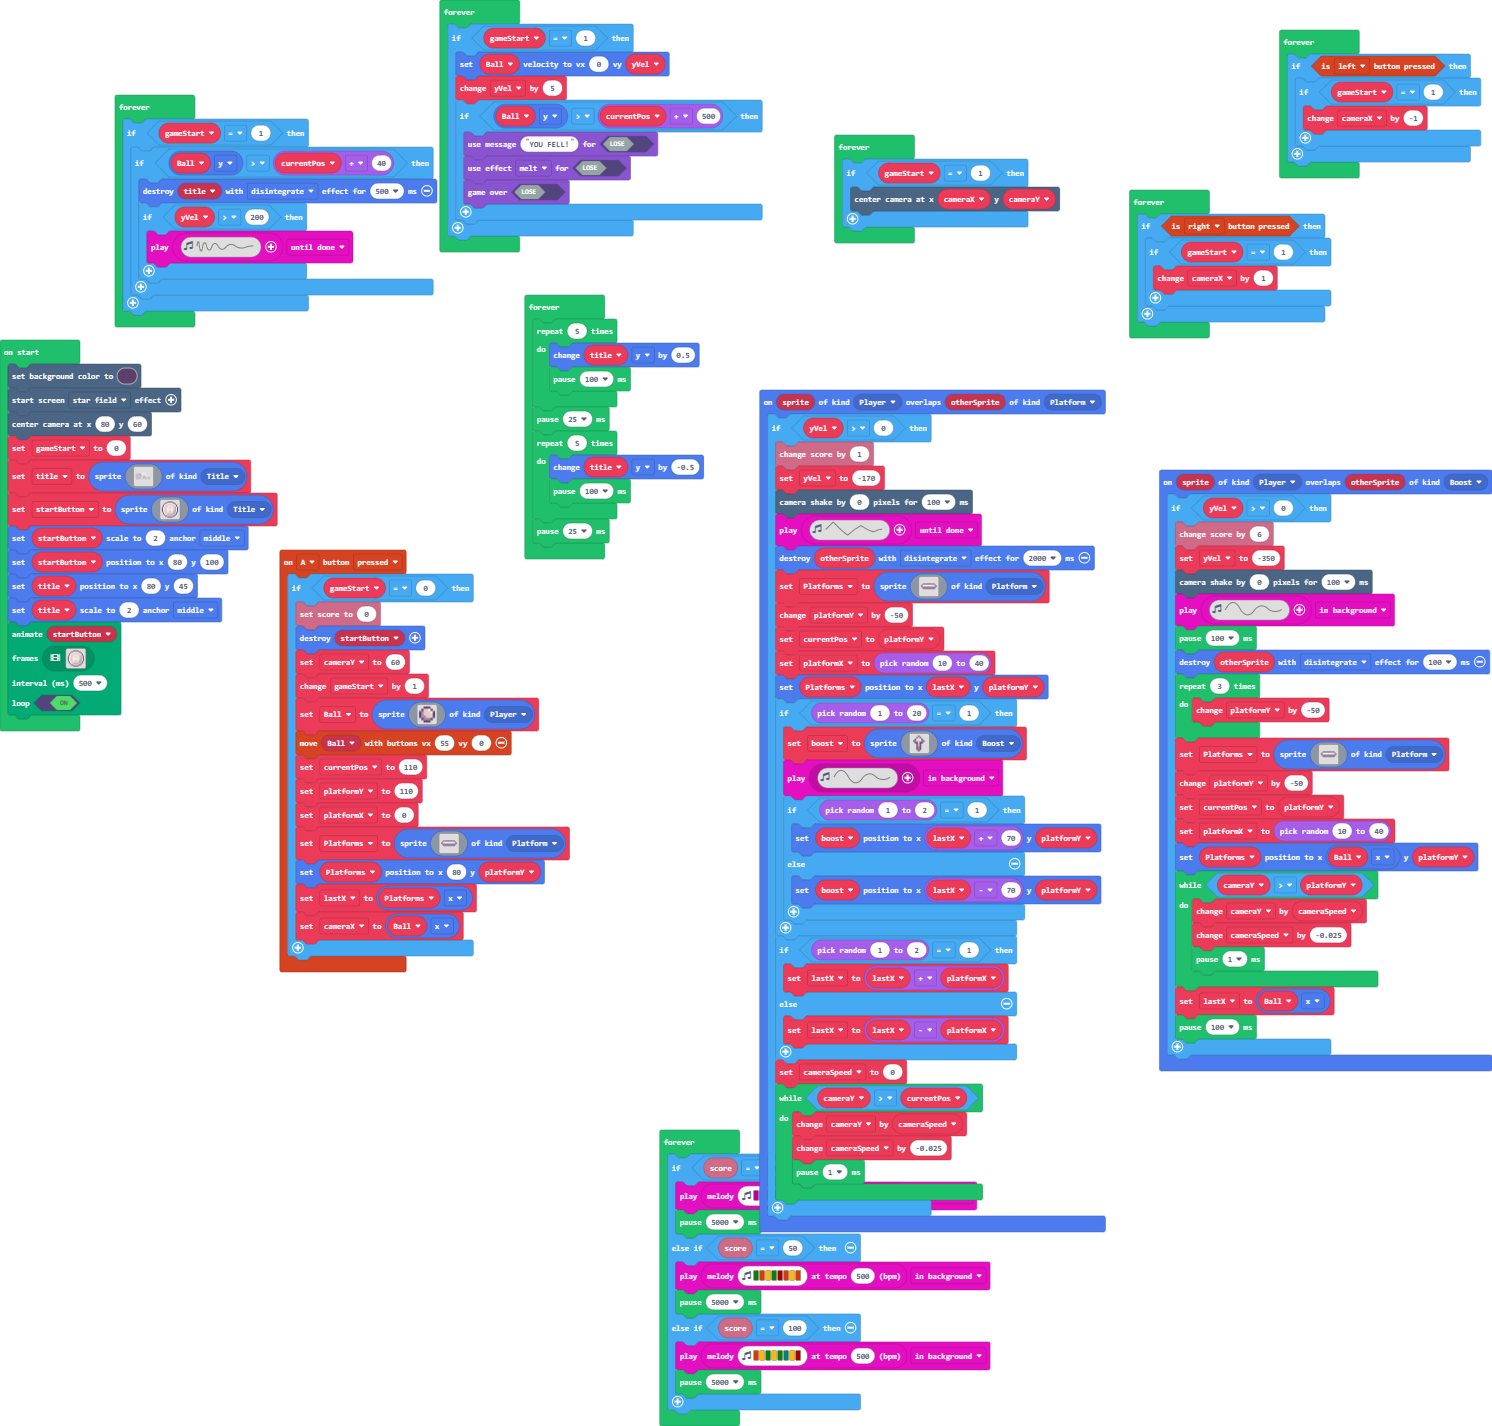 forever
if gameStart = 1 then
set Ball velocity to vx 0 vy yVel
change yVel by 5
if Ball y > currentPos + 500 then
use message "YOU FELL!" for LOSE
use effect melt for LOSE
game over LOSE
forever
if gameStart = 1 then
if Ball y > currentPos + 40 then
destroy title with disintegrate effect for 500 ms
if yVel > 200 then
play until done
forever
if is left button pressed then
if gameStart = 1 then
change cameraX by -1
forever
if gameStart = 1 then
center camera at x cameraX y cameraY
forever
if is right button pressed then
if gameStart = 1 then
change cameraX by 1
forever
repeat 5 times
do change title y by 0.5
pause 100 ms
pause 25 ms
repeat 5 times
do change title y by -0.5
pause 100 ms
pause 25 ms
on start
set background color to
start screen star field effect
center camera at x 80 y 60
set gameStart to 0
set title to sprite of kind Title
set startButton to sprite of kind Title
set startButton scale to 2 anchor middle
set startButton position to x 80 y 100
set title position to x 80 y 45
set title scale to 2 anchor middle
animate startButton
frames
interval (ms) 500
loop ON
on A button pressed
if gameStart = 0 then
set score to 0
destroy startButton
set cameraY to 60
change gameStart by 1
set Ball to sprite of kind Player
move Ball with buttons vx 55 vy 0
set currentPos to 110
set platformY to 110
set platformX to 0
set Platforms to sprite of kind Platform
set Platforms position to x 80 y platformY
set lastX to Platforms x
set cameraX to Ball x
on sprite of kind Player overlaps otherSprite of kind Platform
if yVel > 0 then
change score by 1
set yVel to -170
camera shake by 0 pixels for 100 ms
play until done
destroy otherSprite with disintegrate effect for 2000 ms
set Platforms to sprite of kind Platform
change platformY by -50
set currentPos to platformY
set platformX to pick random 10 to 40
set Platforms position to x lastX y platformY
if pick random 1 to 20 = 1 then
set boost to sprite of kind Boost
play in background
if pick random 1 to 2 = 1 then
set boost position to x lastX + 70 y platformY
else
set boost position to x lastX - 70 y platformY
if pick random 1 to 2 = 1 then
set lastX to lastX + platformX
else
set lastX to lastX - platformX
set cameraSpeed to 0
while cameraY > currentPos
do change cameraY by cameraSpeed
change cameraSpeed by -0.025
pause 1 ms
on sprite of kind Player overlaps otherSprite of kind Boost
if yVel > 0 then
change score by 6
set yVel to -350
camera shake by 0 pixels for 100 ms
play in background
pause 100 ms
destroy otherSprite with disintegrate effect for 100 ms
repeat 3 times
do change platformY by -50
set Platforms to sprite of kind Platform
change platformY by -50
set currentPos to platformY
set platformX to pick random 10 to 40
set Platforms position to x Ball x y platformY
while cameraY > platformY
do change cameraY by cameraSpeed
change cameraSpeed by -0.025
pause 1 ms
set lastX to Ball x
pause 100 ms
forever
if score =
play melody
pause 5000 ms
else if score = 50 then
play melody at tempo 500 (bpm) in background
pause 5000 ms
else if score = 100 then
play melody at tempo 500 (bpm) in background
pause 5000 ms